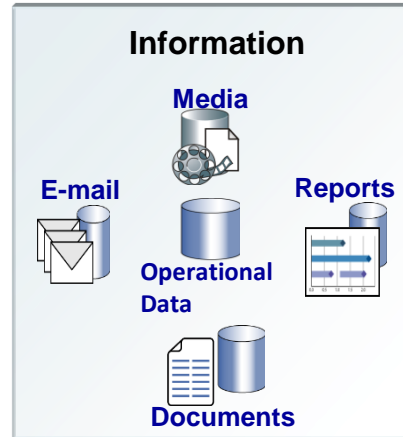 Information
Media
E-mail
Reports
Operational
Data
Documents